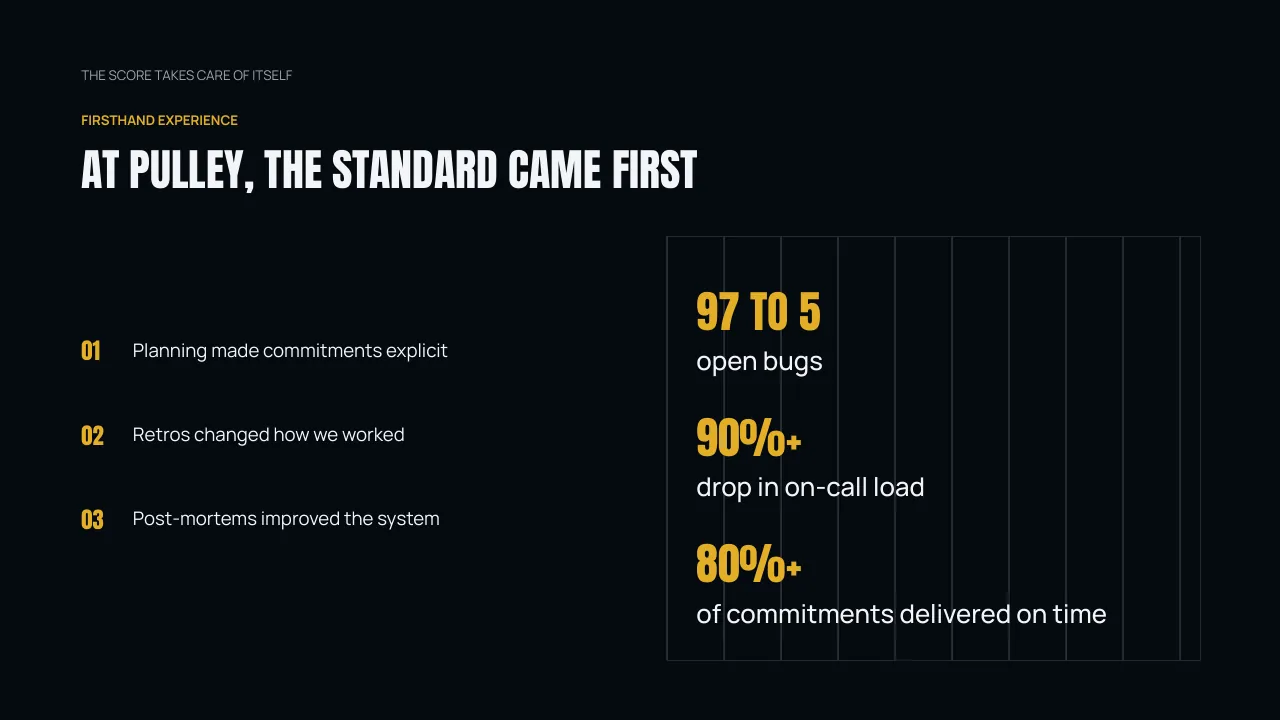 THE SCORE TAKES CARE OF ITSELF
FIRSTHAND EXPERIENCE
AT PULLEY, THE STANDARD CAME FIRST
01 Planning made commitments explicit
02 Retros changed how we worked
03 Post-mortems improved the system
97 TO 5
open bugs
90%+
drop in on-call load
80%+
of commitments delivered on time